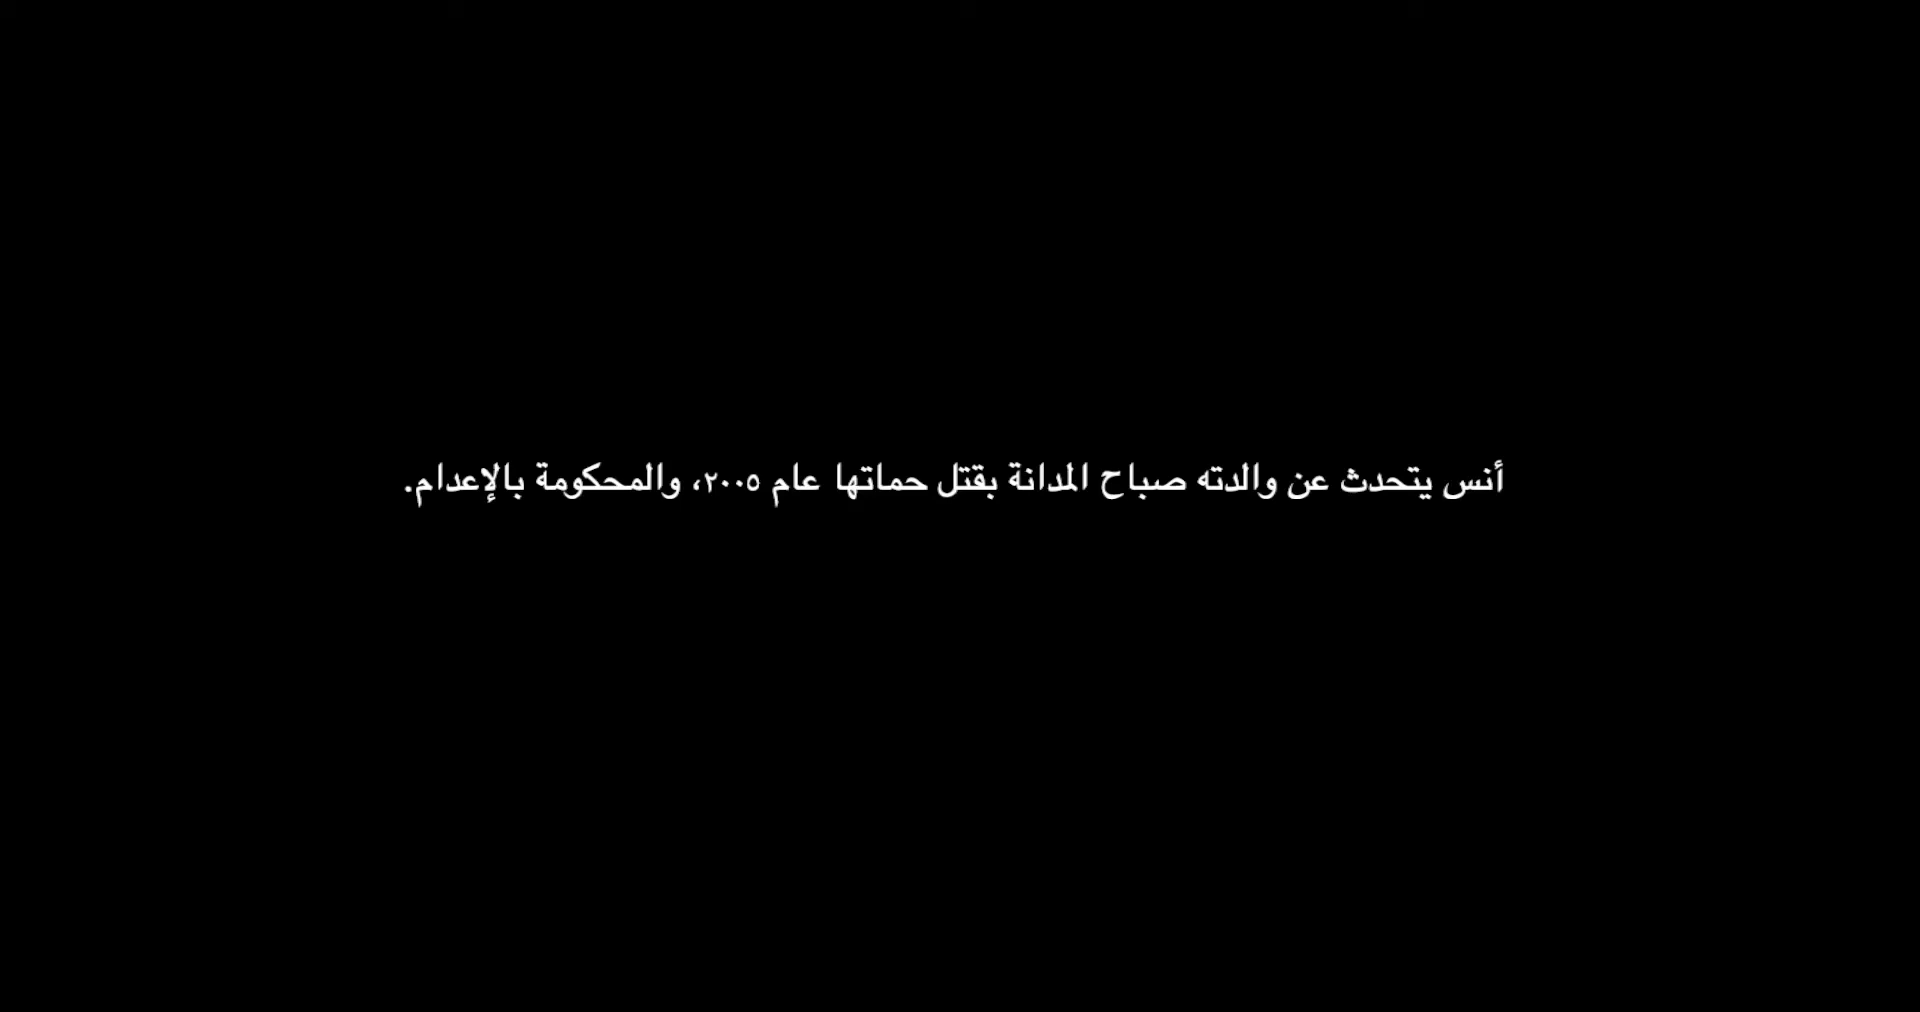 أنس يتحدث عن والدته صباح المدانة بقتل حماتها عام ٢٠٠٥، والمحكومة بالإعدام.